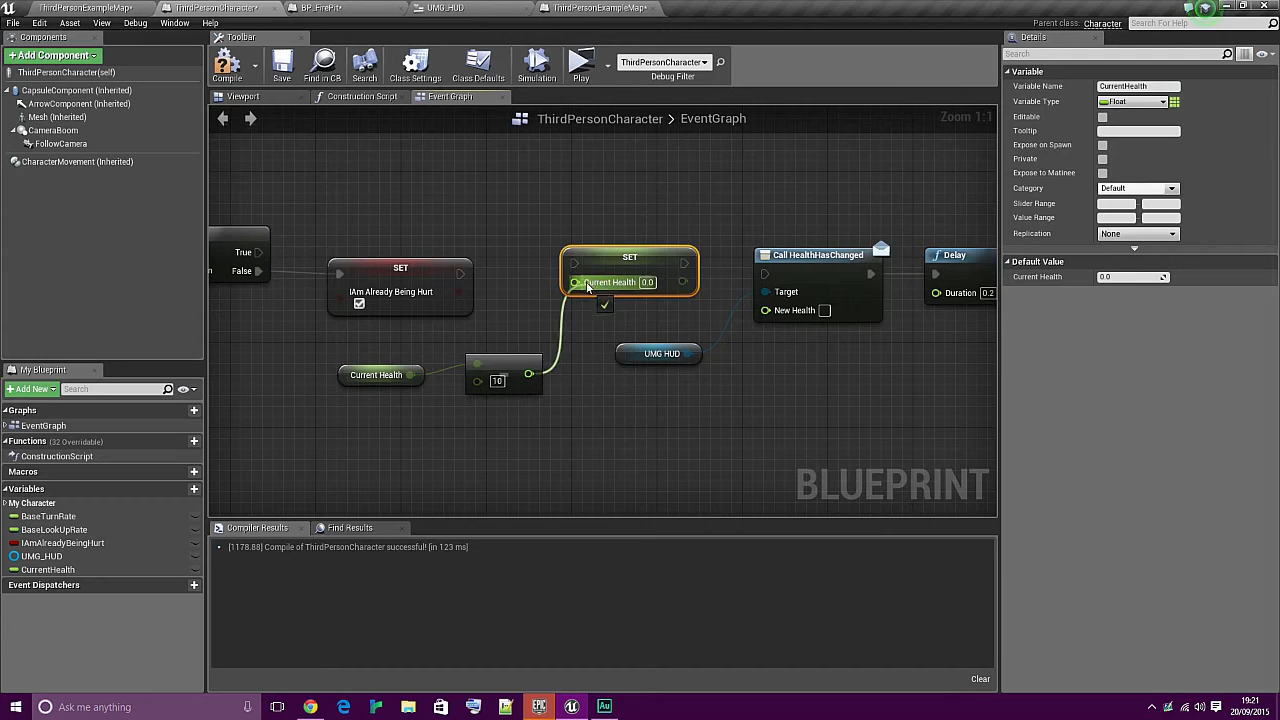 ThirdPersonExampleMap*
ThirdPersonCharacter*
BP_FirePit*
UMG_HUD
ThirdPersonExampleMap*
File Edit Asset View Debug Window Help
Parent class: Character
Search For Help
Components
Toolbar
Details
+Add Component
ThirdPersonCharacter(self)
CapsuleComponent (Inherited)
ArrowComponent (Inherited)
Mesh (Inherited)
CameraBoom
FollowCamera
CharacterMovement (Inherited)
Compile
Save
Find in CB
Search
Class Settings
Class Defaults
Simulation
Play
ThirdPersonCharacter
Debug Filter
Viewport
Construction Script
Event Graph
ThirdPersonCharacter > EventGraph
Zoom 1:1
True
False
SET
IAm Already Being Hurt
SET
Current Health 0.0
Call HealthHasChanged
Target
New Health
Delay
Duration 0.2
Current Health
10
UMG HUD
BLUEPRINT
My Blueprint
+Add New
Search
Graphs
EventGraph
Functions (32 Overridable)
ConstructionScript
Macros
Variables
My Character
BaseTurnRate
BaseLookUpRate
IAmAlreadyBeingHurt
UMG_HUD
CurrentHealth
Event Dispatchers
Compiler Results
Find Results
[1178.88] Compile of ThirdPersonCharacter successful! [in 123 ms]
Clear
Search
Variable
Variable Name CurrentHealth
Variable Type Float
Editable
Tooltip
Expose on Spawn
Private
Expose to Matinee
Category Default
Slider Range
Value Range
Replication None
Default Value
Current Health 0.0
Ask me anything
EPIC
Au
19:21
20/09/2015